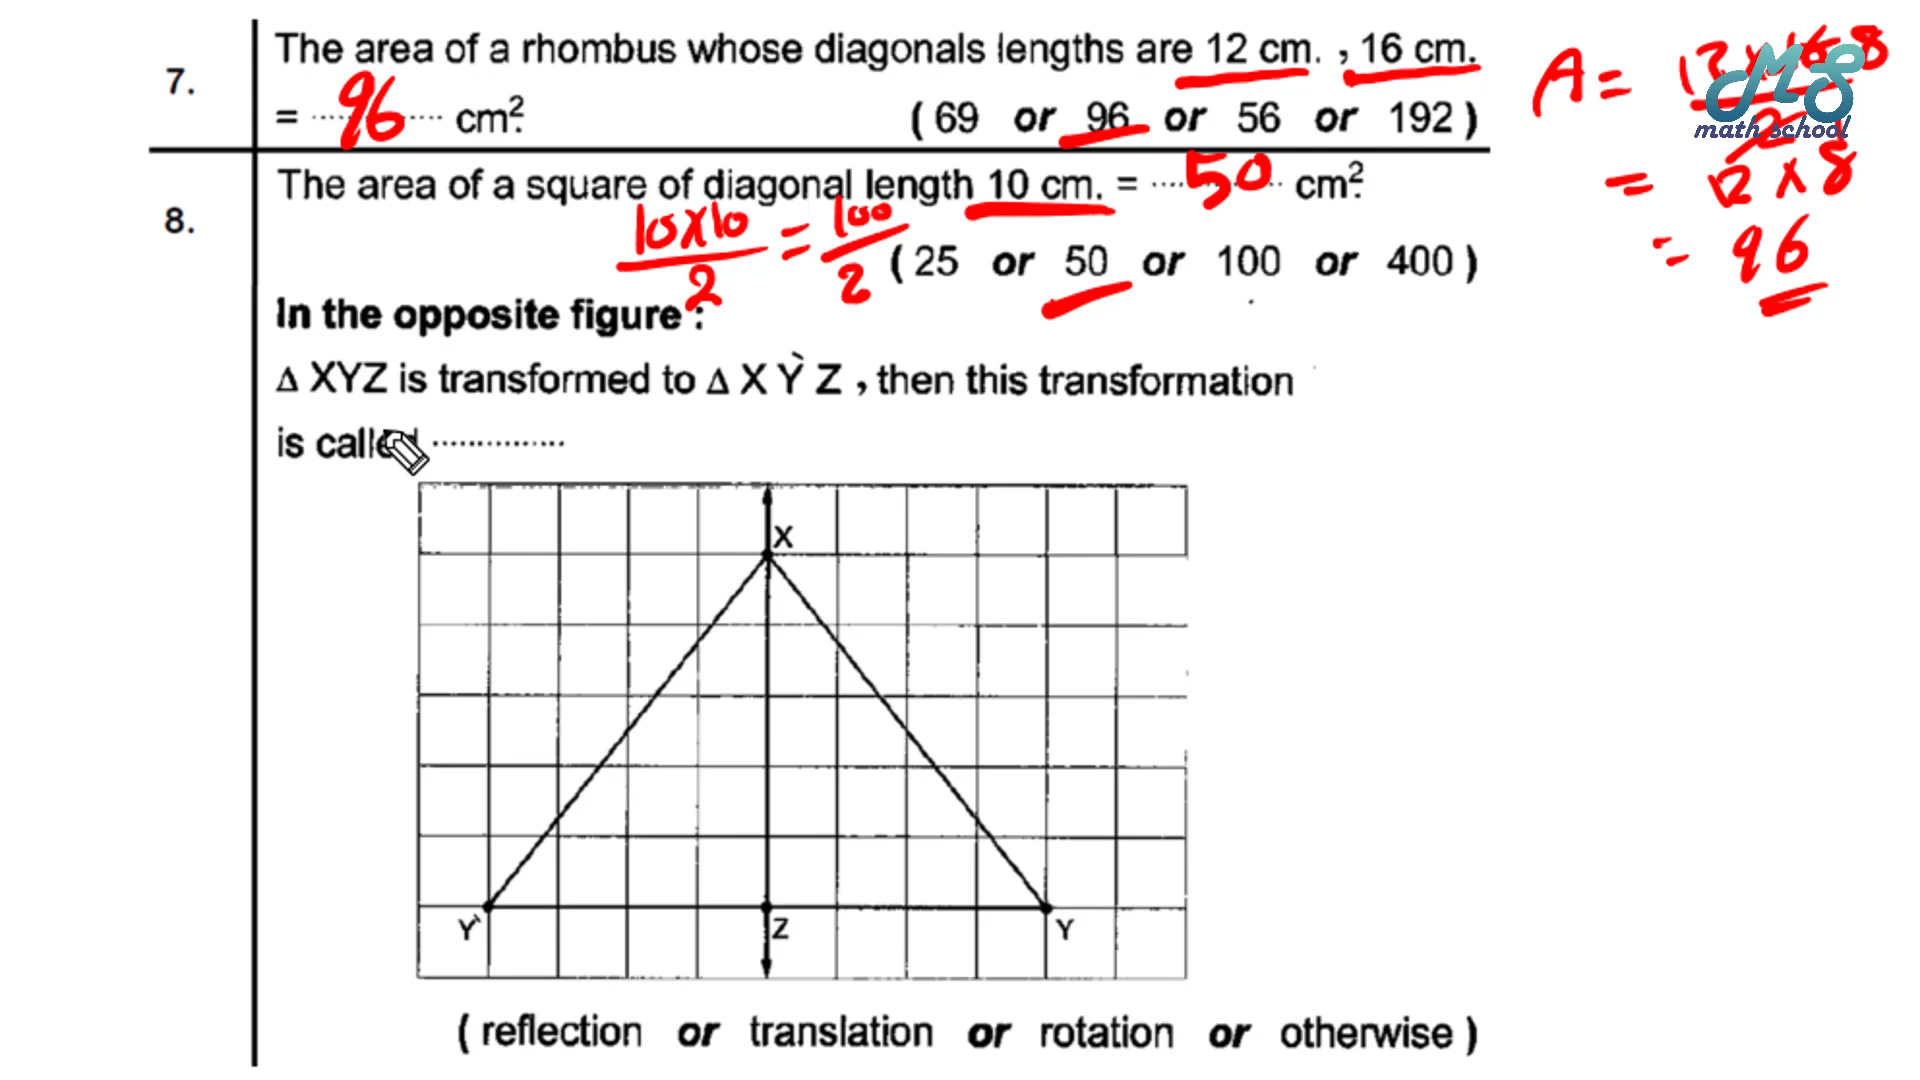 7.
The area of a rhombus whose diagonals lengths are 12 cm. , 16 cm.
= 96 cm².
( 69 or 96 or 56 or 192 )
A =
2
= 12 × 8
= 96
MS
math school
8.
The area of a square of diagonal length 10 cm. = 50 cm².
10×10 = 100
2 2
( 25 or 50 or 100 or 400 )
In the opposite figure :
Δ XYZ is transformed to Δ X Ỳ Z , then this transformation
is called ...............
X
Y' Z Y
( reflection or translation or rotation or otherwise )